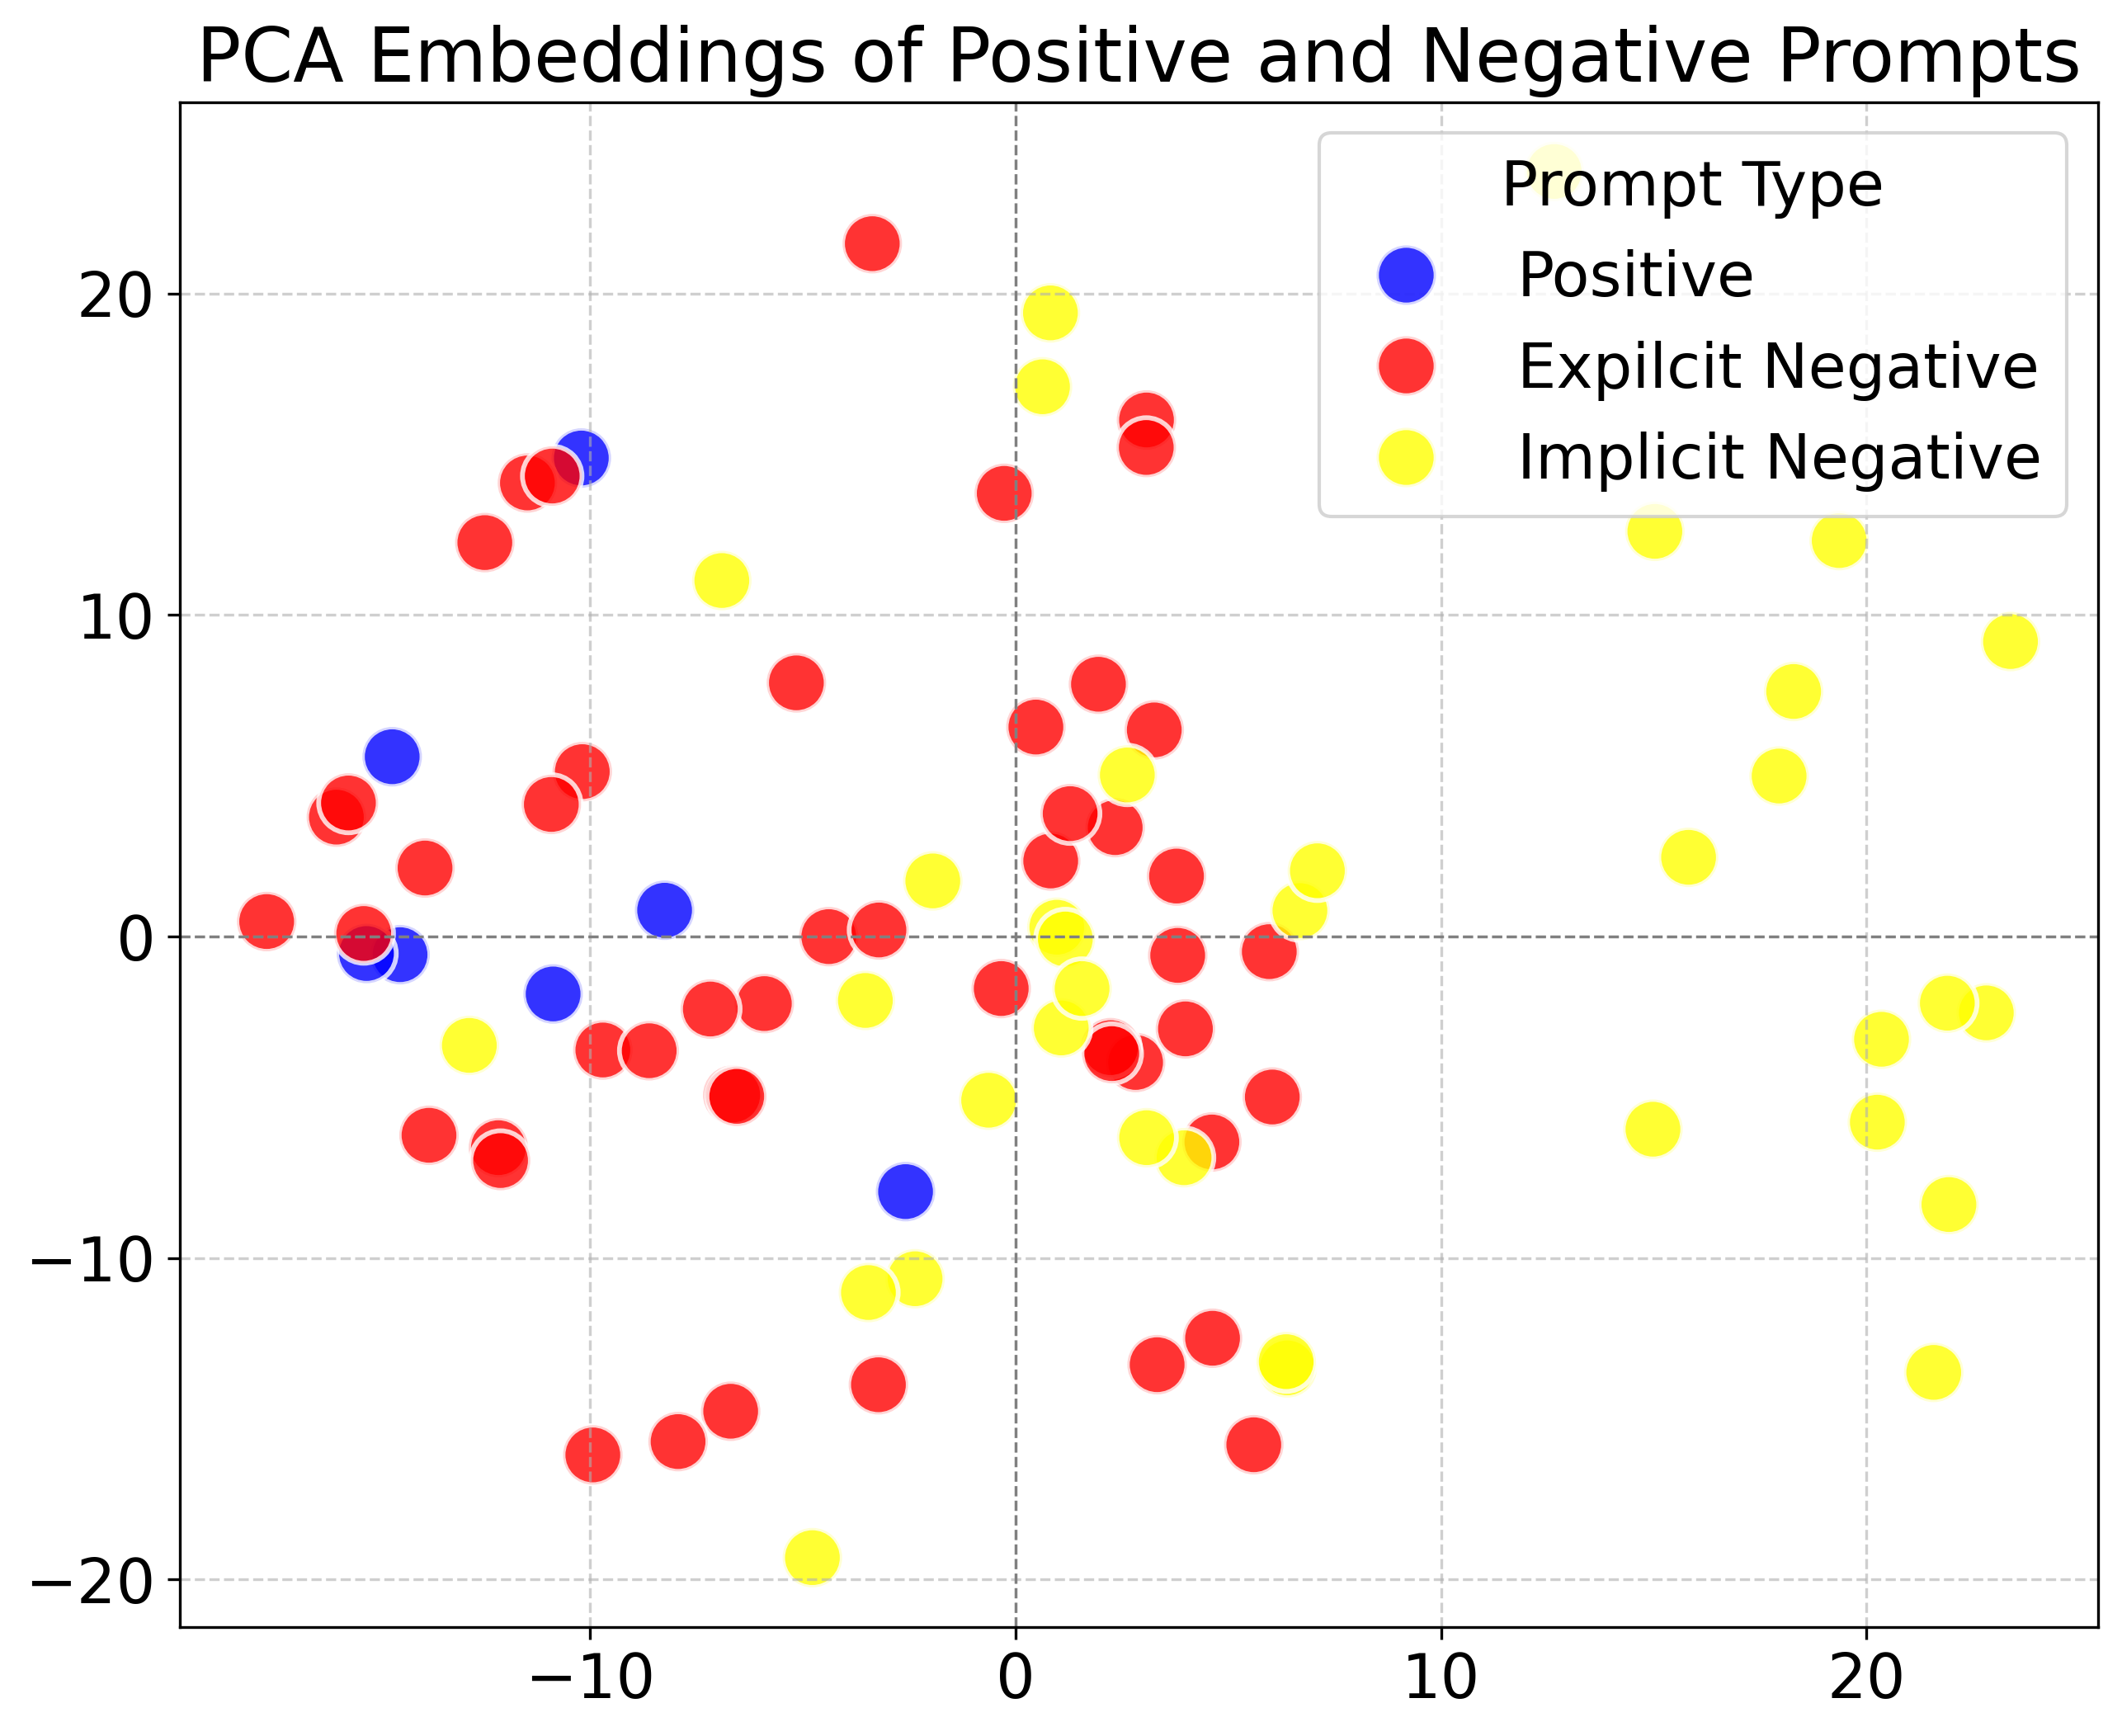 PCA Embeddings of Positive and Negative Prompts
Prompt Type
Positive
Expilcit Negative
Implicit Negative
20
10
0
−10
−20
−10
0
10
20